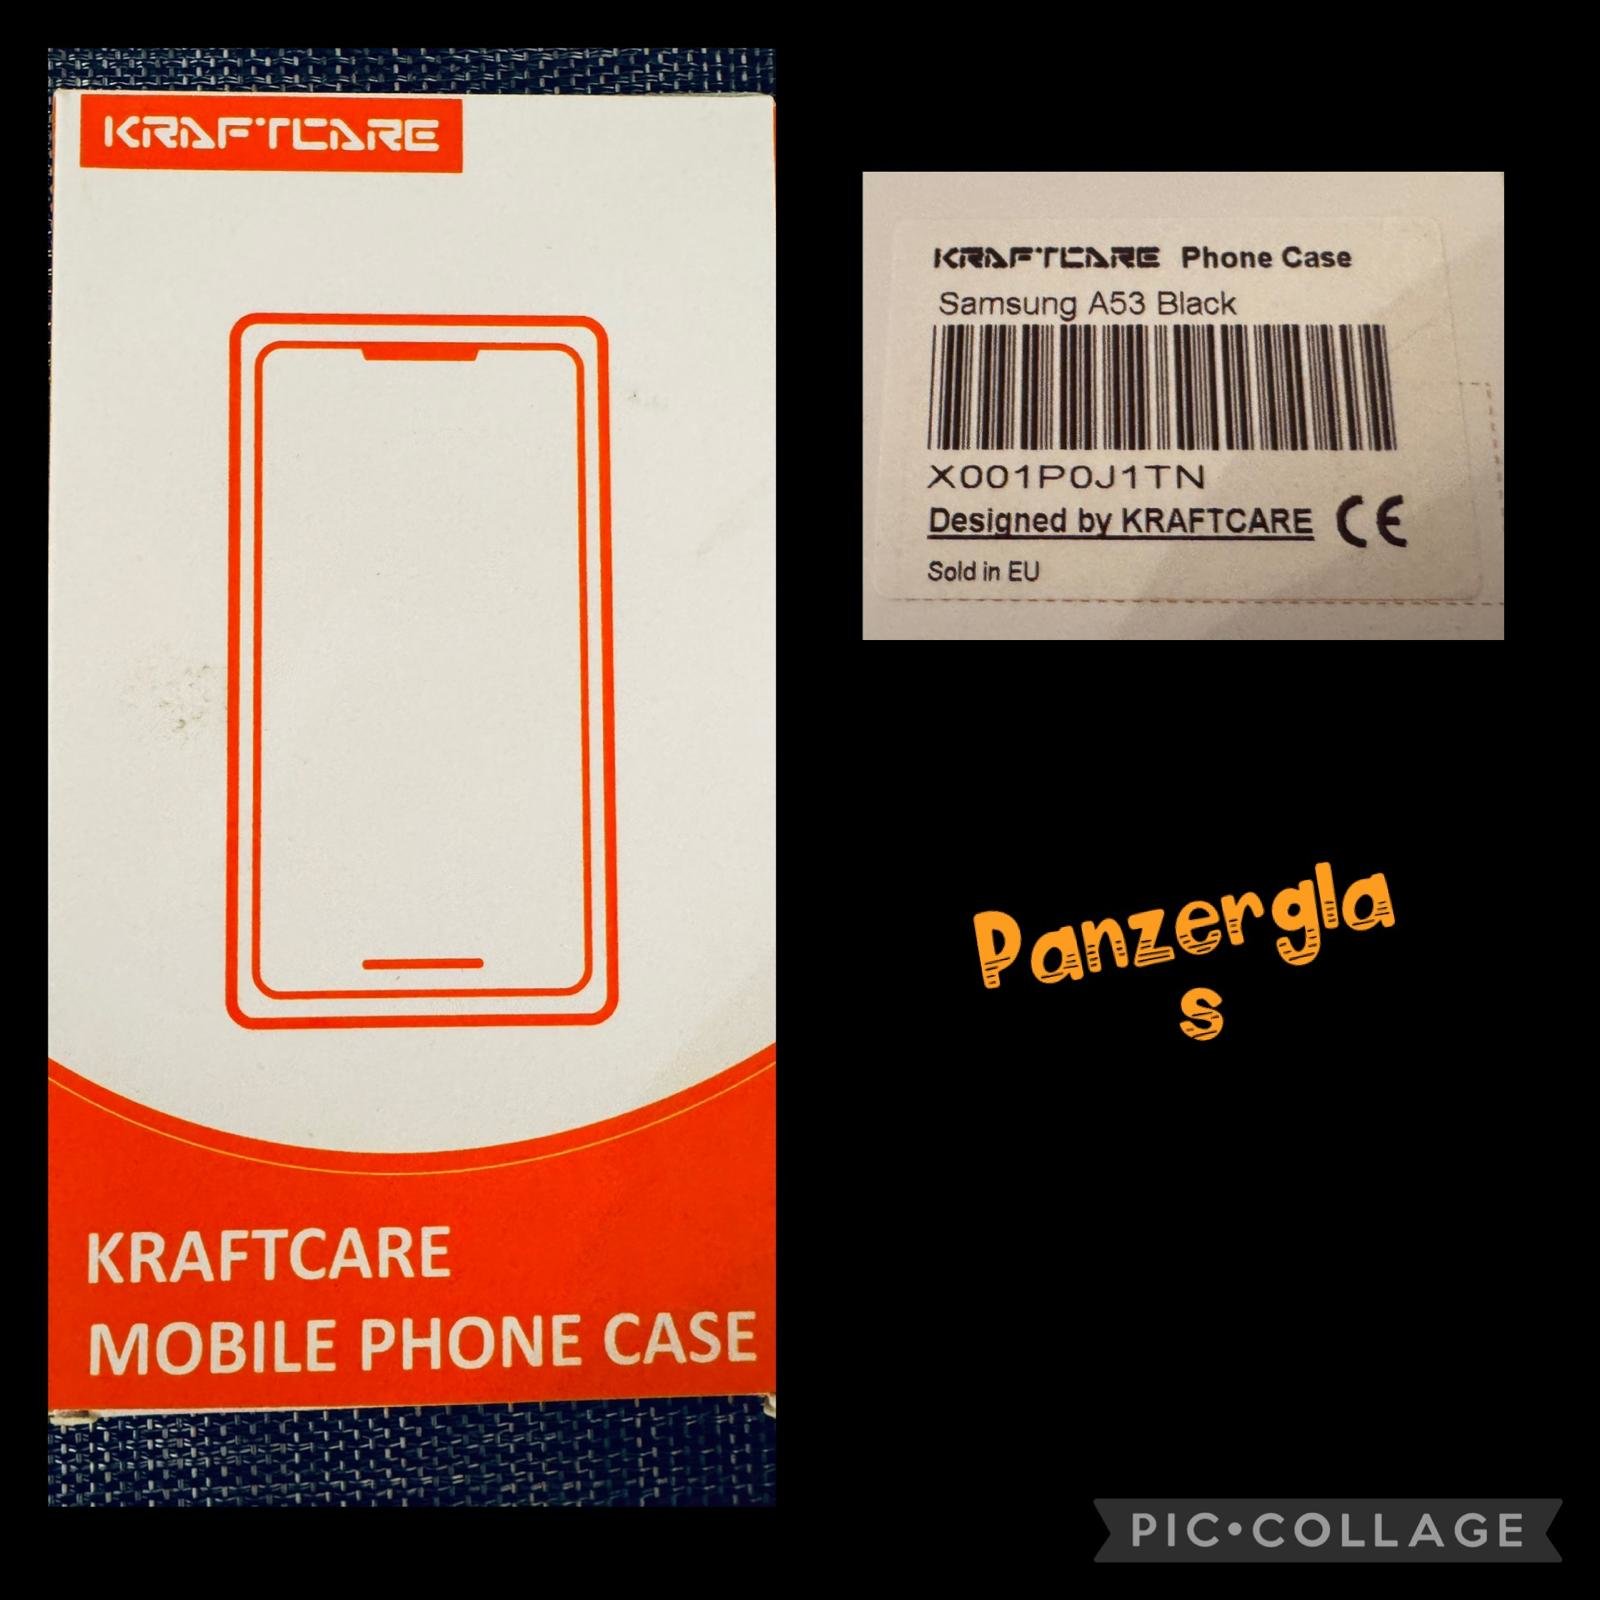 KRAFTCARE
KRAFTCARE
MOBILE PHONE CASE
KRAFTCARE Phone Case
Samsung A53 Black
X001P0J1TN
Designed by KRAFTCARE CE
Sold in EU
Panzergla
s
PIC•COLLAGE